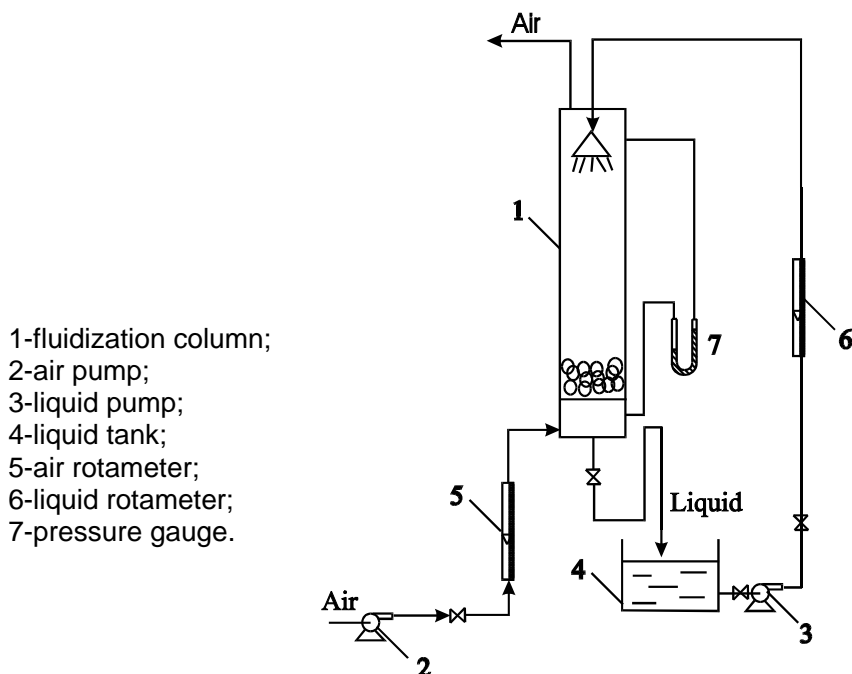 Air
1
1-fluidization column;
2-air pump;
3-liquid pump;
4-liquid tank;
5-air rotameter;
6-liquid rotameter;
7-pressure gauge.
7
6
5
Liquid
4
Air
3
2